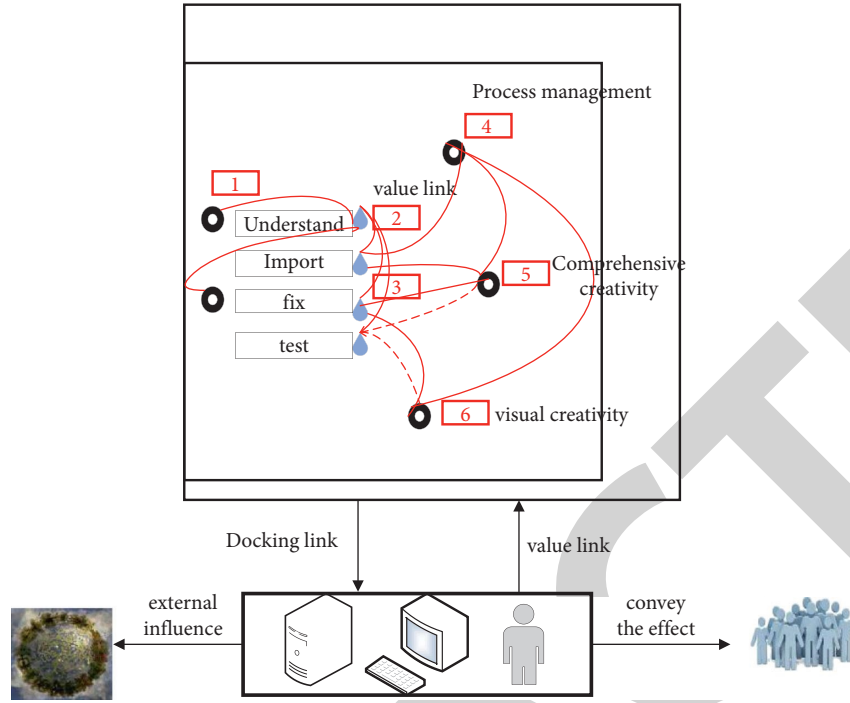 Process management
4
1
value link
2
Understand
Import
5
Comprehensive
creativity
3
fix
test
6
visual creativity
Docking link
value link
external
influence
convey
the effect
CT